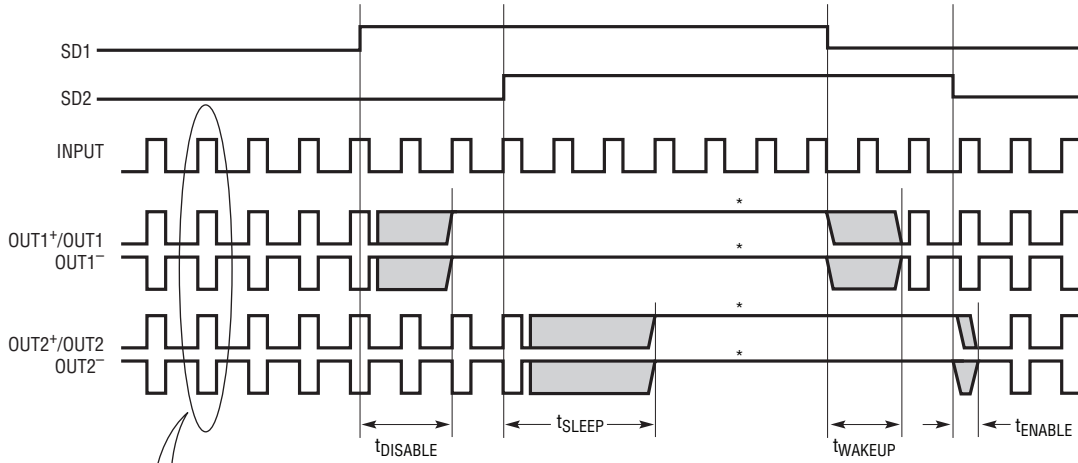 SD1
SD2
INPUT
*
OUT1+/OUT1
*
OUT1−
*
OUT2+/OUT2
*
OUT2−
tDISABLE
tSLEEP
tWAKEUP
tENABLE